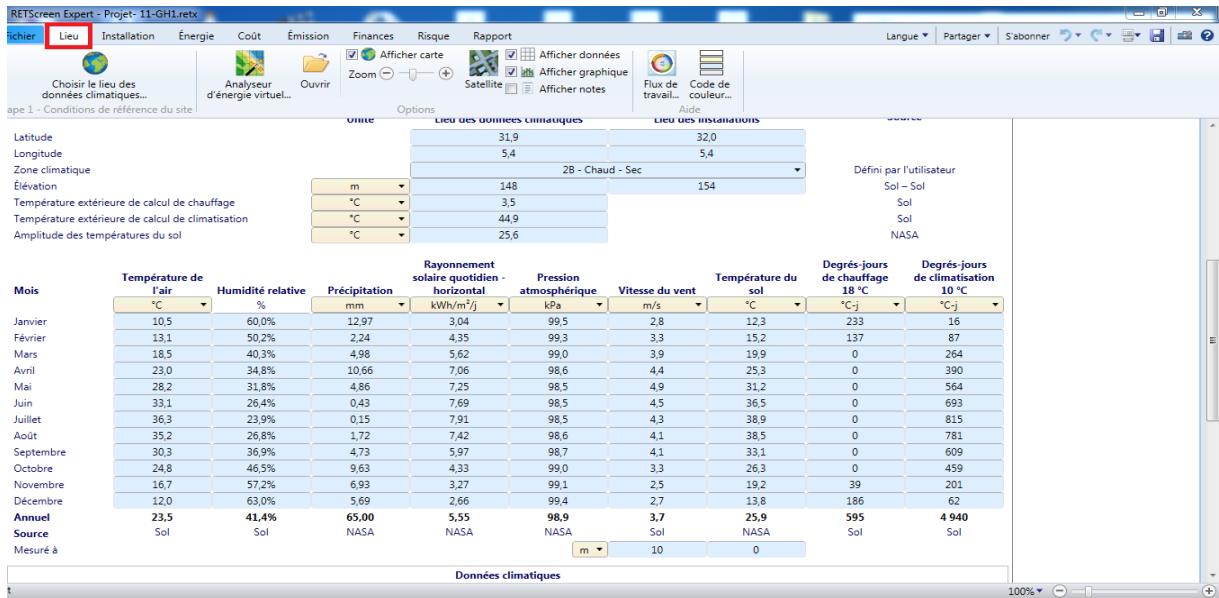 RETScreen Expert - Projet- 11-GH1.retx
Fichier Lieu Installation Énergie Coût Émission Finances Risque Rapport Langue Partager S'abonner
Choisir le lieu des données climatiques...
Analyseur d'énergie virtuel...
Ouvrir
Afficher carte
Zoom
Satellite
Afficher données
Afficher graphique
Afficher notes
Flux de travail...
Code de couleur...
ape 1 - Conditions de référence du site Options Aide
Unité Lieu des données climatiques Lieu des installations Source
Latitude 31,9 32,0
Longitude 5,4 5,4
Zone climatique 2B - Chaud - Sec Défini par l'utilisateur
Élévation m 148 154 Sol – Sol
Température extérieure de calcul de chauffage °C 3,5 Sol
Température extérieure de calcul de climatisation °C 44,9 Sol
Amplitude des températures du sol °C 25,6 NASA
Mois Température de l'air Humidité relative Précipitation Rayonnement solaire quotidien - horizontal Pression atmosphérique Vitesse du vent Température du sol Degrés-jours de chauffage 18 °C Degrés-jours de climatisation 10 °C
°C % mm kWh/m²/j kPa m/s °C °C-j °C-j
Janvier 10,5 60,0% 12,97 3,04 99,5 2,8 12,3 233 16
Février 13,1 50,2% 2,24 4,35 99,3 3,3 15,2 137 87
Mars 18,5 40,3% 4,98 5,62 99,0 3,9 19,9 0 264
Avril 23,0 34,8% 10,66 7,06 98,6 4,4 25,3 0 390
Mai 28,2 31,8% 4,86 7,25 98,5 4,9 31,2 0 564
Juin 33,1 26,4% 0,43 7,69 98,5 4,5 36,5 0 693
Juillet 36,3 23,9% 0,15 7,91 98,5 4,3 38,9 0 815
Août 35,2 26,8% 1,72 7,42 98,6 4,1 38,5 0 781
Septembre 30,3 36,9% 4,73 5,97 98,7 4,1 33,1 0 609
Octobre 24,8 46,5% 9,63 4,33 99,0 3,3 26,3 0 459
Novembre 16,7 57,2% 6,93 3,27 99,1 2,5 19,2 39 201
Décembre 12,0 63,0% 5,69 2,66 99,4 2,7 13,8 186 62
Annuel 23,5 41,4% 65,00 5,55 98,9 3,7 25,9 595 4 940
Source Sol Sol NASA NASA NASA Sol NASA Sol Sol
Mesuré à m 10 0
Données climatiques
t 100%